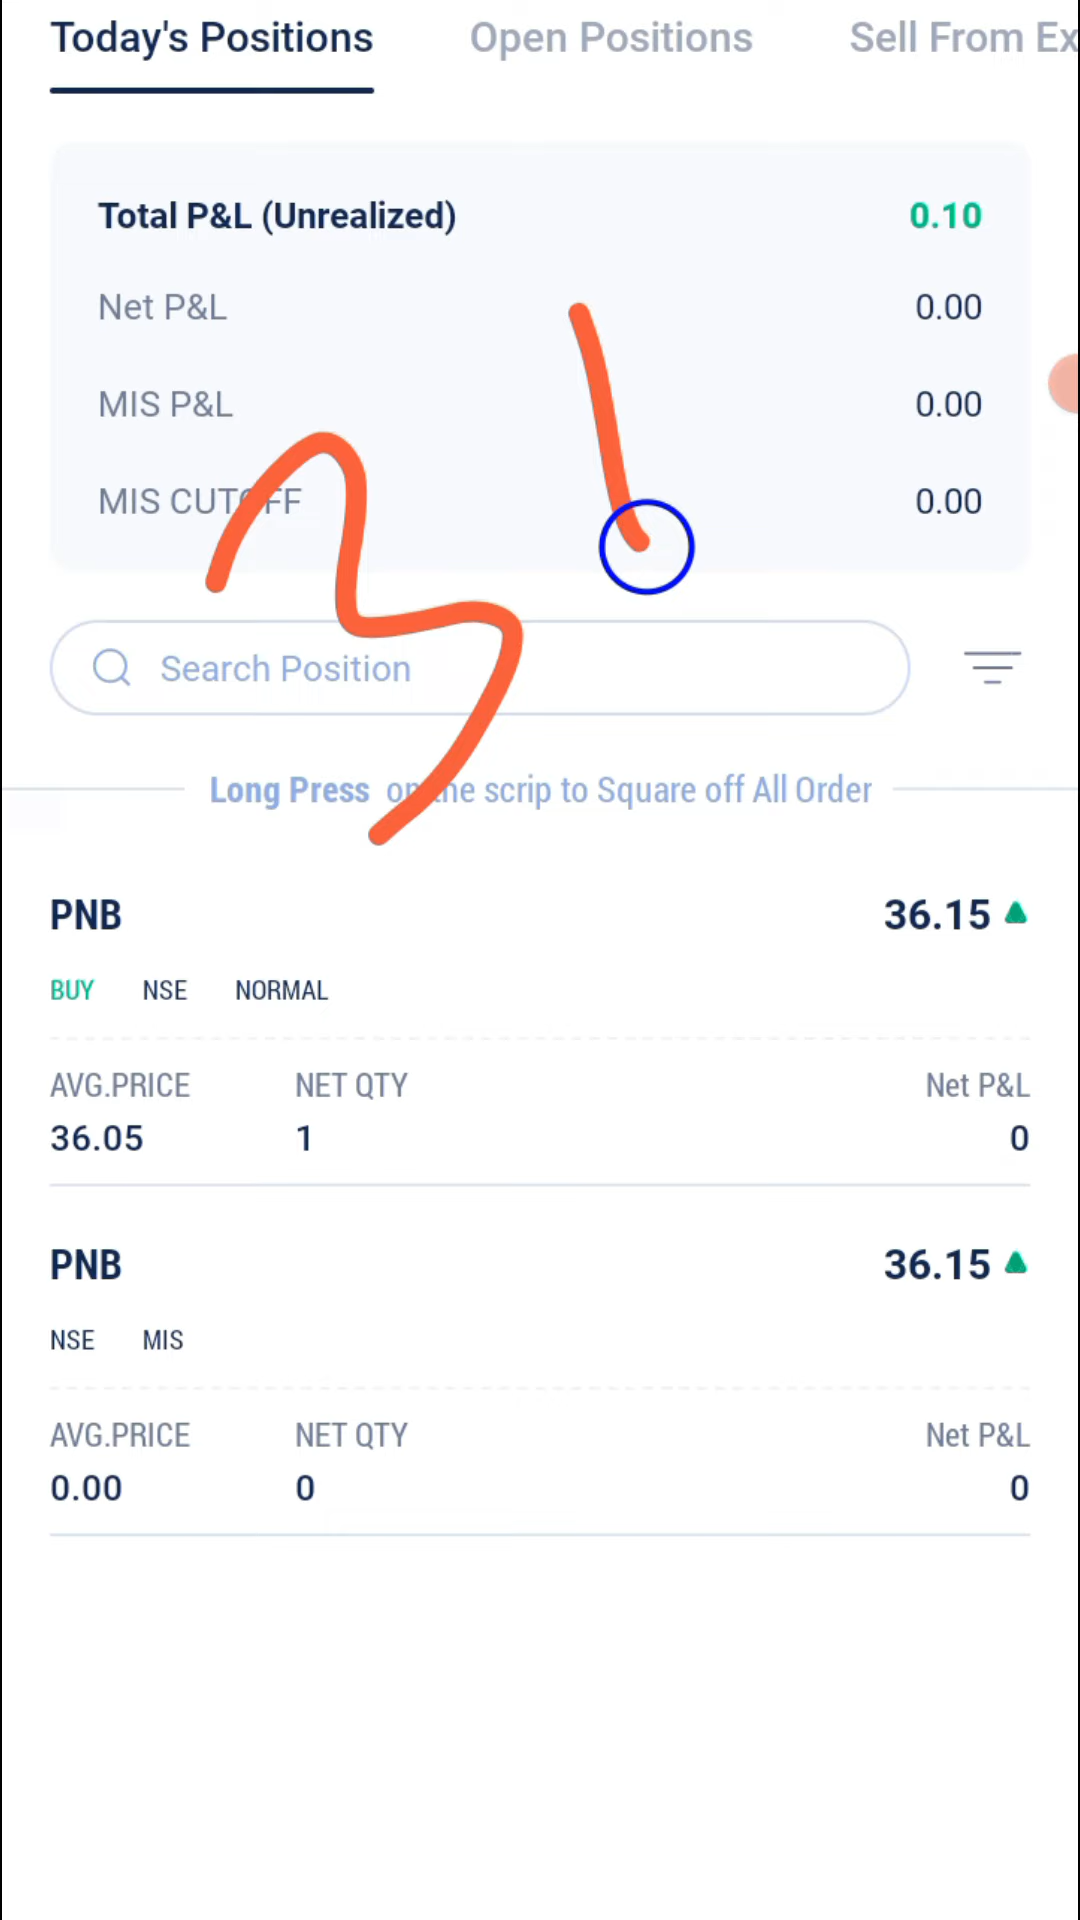 Today's Positions Open Positions Sell From Ex
Total P&L (Unrealized) 0.10
Net P&L 0.00
MIS P&L 0.00
MIS CUTOFF 0.00
Search Position
Long Press on the scrip to Square off All Order
PNB 36.15
BUY NSE NORMAL
AVG.PRICE NET QTY Net P&L
36.05 1 0
PNB 36.15
NSE MIS
AVG.PRICE NET QTY Net P&L
0.00 0 0